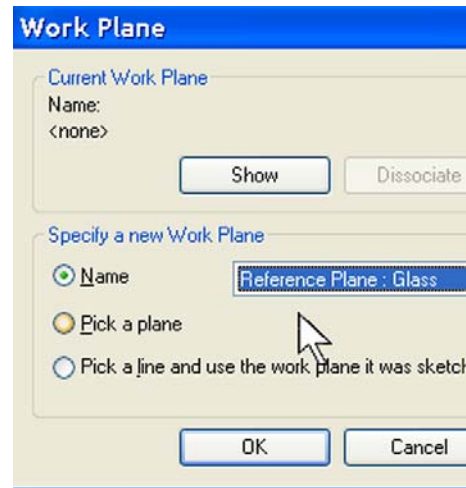 Work Plane
Current Work Plane
Name:
<none>
Show Dissociate
Specify a new Work Plane
Name Reference Plane : Glass
Pick a plane
Pick a line and use the work plane it was sketch
OK Cancel